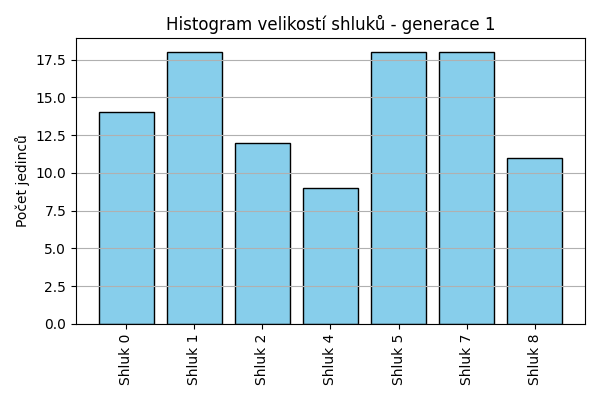 Histogram velikostí shluků - generace 1
Počet jedinců
17.5
15.0
12.5
10.0
7.5
5.0
2.5
0.0
Shluk 0
Shluk 1
Shluk 2
Shluk 4
Shluk 5
Shluk 7
Shluk 8